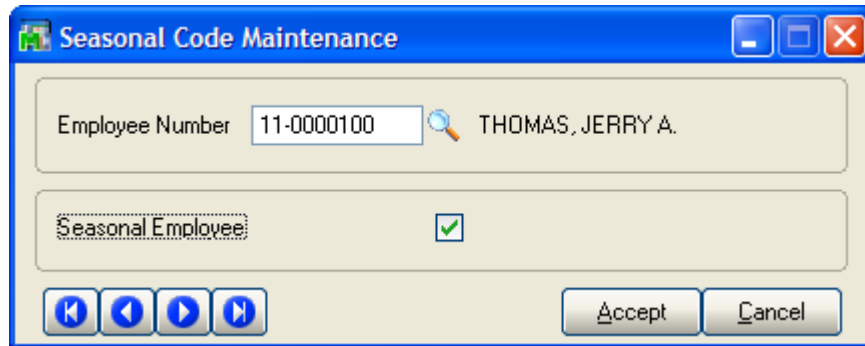 Seasonal Code Maintenance
Employee Number 11-0000100 THOMAS, JERRY A.
Seasonal Employee
Accept Cancel